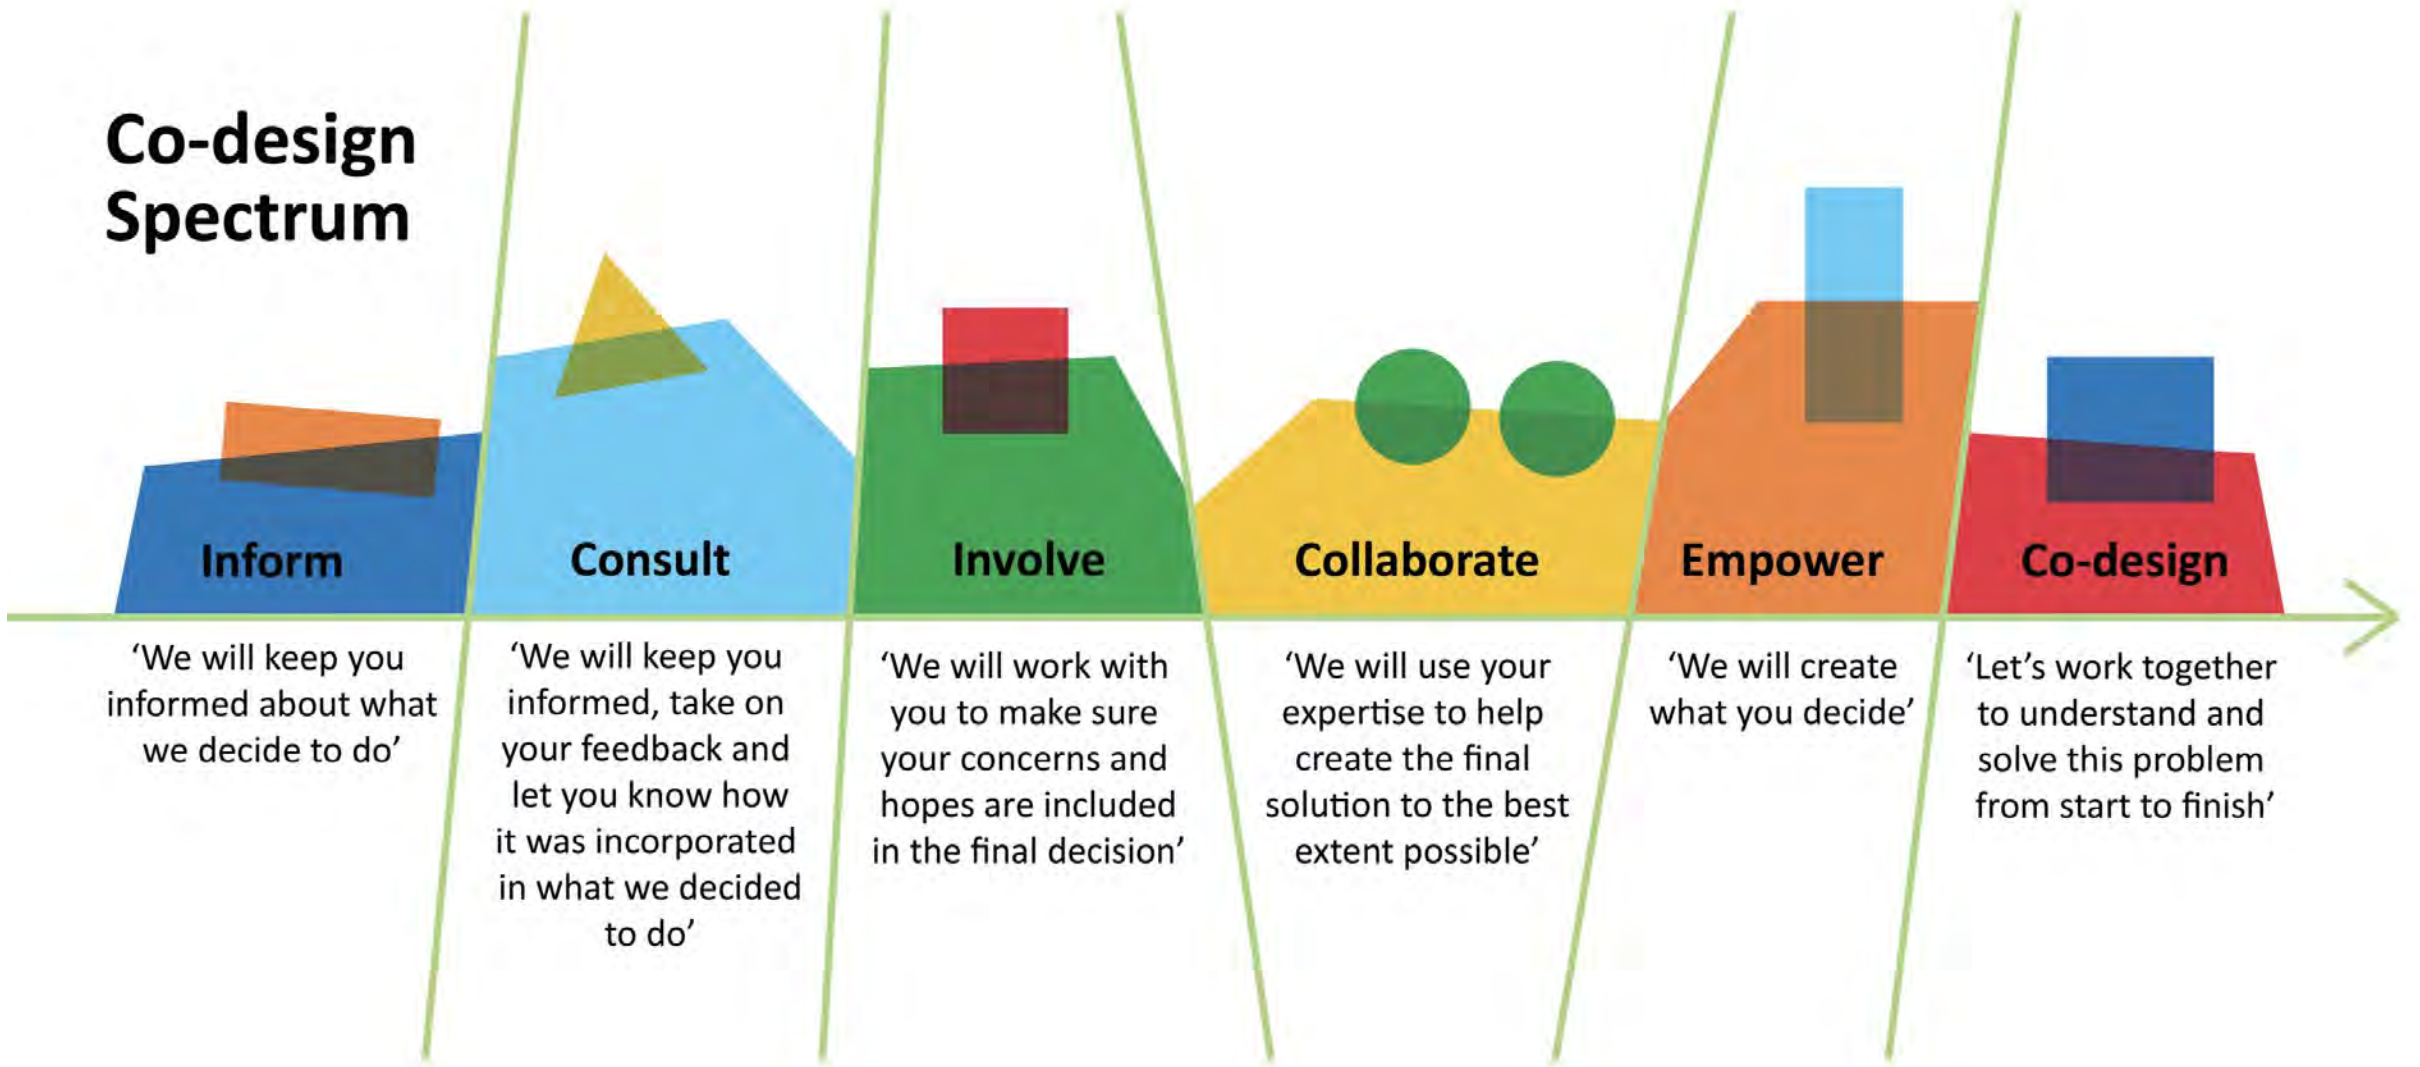 Co-design
Spectrum
Inform
‘We will keep you
informed about what
we decide to do’
Consult
‘We will keep you
informed, take on
your feedback and
let you know how
it was incorporated
in what we decided
to do’
Involve
‘We will work with
you to make sure
your concerns and
hopes are included
in the final decision’
Collaborate
‘We will use your
expertise to help
create the final
solution to the best
extent possible’
Empower
‘We will create
what you decide’
Co-design
‘Let’s work together
to understand and
solve this problem
from start to finish’